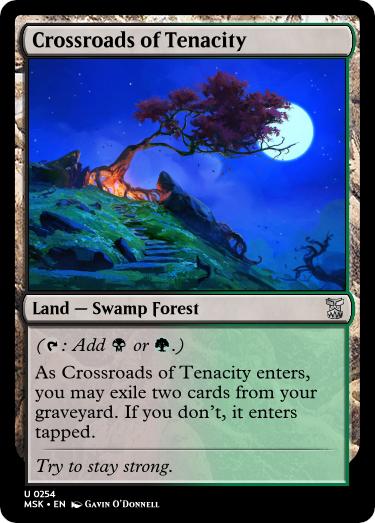 Crossroads of Tenacity
Land — Swamp Forest
(: Add or .)
As Crossroads of Tenacity enters,
you may exile two cards from your
graveyard. If you don't, it enters
tapped.
Try to stay strong.
U 0254
MSK • EN GAVIN O'DONNELL